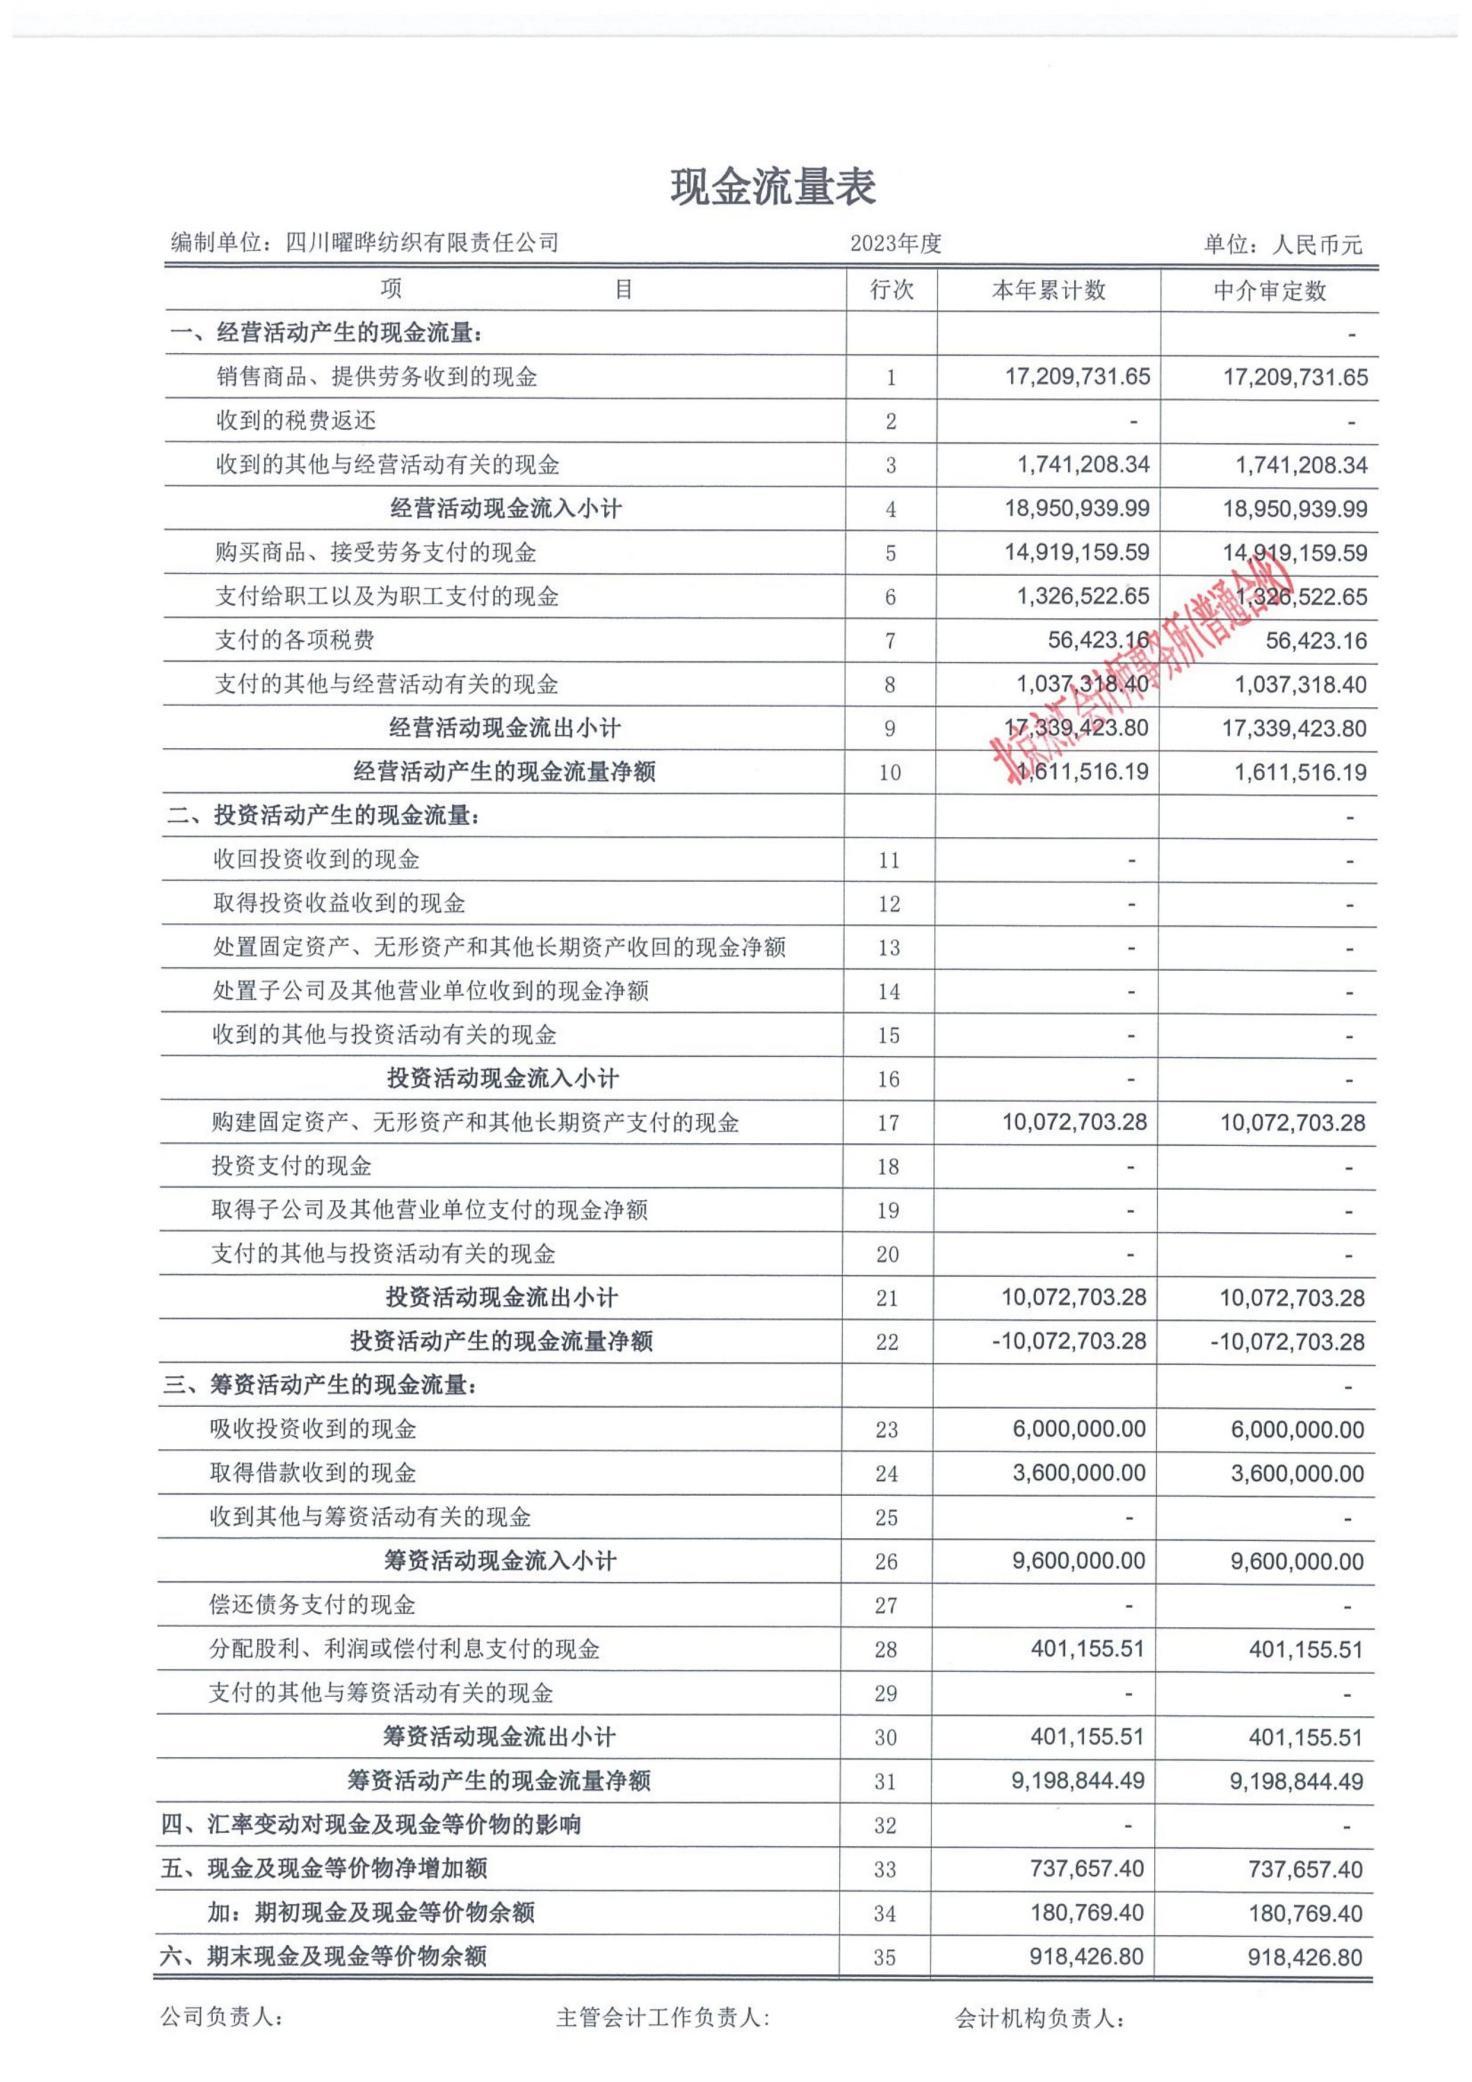 现金流量表
编制单位：四川曜晔纺织有限责任公司 2023年度 单位：人民币元
项 目 行次 本年累计数 中介审定数
一、经营活动产生的现金流量： -
销售商品、提供劳务收到的现金 1 17,209,731.65 17,209,731.65
收到的税费返还 2 - -
收到的其他与经营活动有关的现金 3 1,741,208.34 1,741,208.34
经营活动现金流入小计 4 18,950,939.99 18,950,939.99
购买商品、接受劳务支付的现金 5 14,919,159.59 14,919,159.59
支付给职工以及为职工支付的现金 6 1,326,522.65 1,326,522.65
支付的各项税费 7 56,423.16 56,423.16
支付的其他与经营活动有关的现金 8 1,037,318.40 1,037,318.40
经营活动现金流出小计 9 17,339,423.80 17,339,423.80
经营活动产生的现金流量净额 10 1,611,516.19 1,611,516.19
二、投资活动产生的现金流量： -
收回投资收到的现金 11 - -
取得投资收益收到的现金 12 - -
处置固定资产、无形资产和其他长期资产收回的现金净额 13 - -
处置子公司及其他营业单位收到的现金净额 14 - -
收到的其他与投资活动有关的现金 15 - -
投资活动现金流入小计 16 - -
购建固定资产、无形资产和其他长期资产支付的现金 17 10,072,703.28 10,072,703.28
投资支付的现金 18 - -
取得子公司及其他营业单位支付的现金净额 19 - -
支付的其他与投资活动有关的现金 20 - -
投资活动现金流出小计 21 10,072,703.28 10,072,703.28
投资活动产生的现金流量净额 22 -10,072,703.28 -10,072,703.28
三、筹资活动产生的现金流量： -
吸收投资收到的现金 23 6,000,000.00 6,000,000.00
取得借款收到的现金 24 3,600,000.00 3,600,000.00
收到其他与筹资活动有关的现金 25 - -
筹资活动现金流入小计 26 9,600,000.00 9,600,000.00
偿还债务支付的现金 27 - -
分配股利、利润或偿付利息支付的现金 28 401,155.51 401,155.51
支付的其他与筹资活动有关的现金 29 - -
筹资活动现金流出小计 30 401,155.51 401,155.51
筹资活动产生的现金流量净额 31 9,198,844.49 9,198,844.49
四、汇率变动对现金及现金等价物的影响 32 - -
五、现金及现金等价物净增加额 33 737,657.40 737,657.40
加：期初现金及现金等价物余额 34 180,769.40 180,769.40
六、期末现金及现金等价物余额 35 918,426.80 918,426.80
公司负责人： 主管会计工作负责人: 会计机构负责人：
会计师事务所(普通合伙)